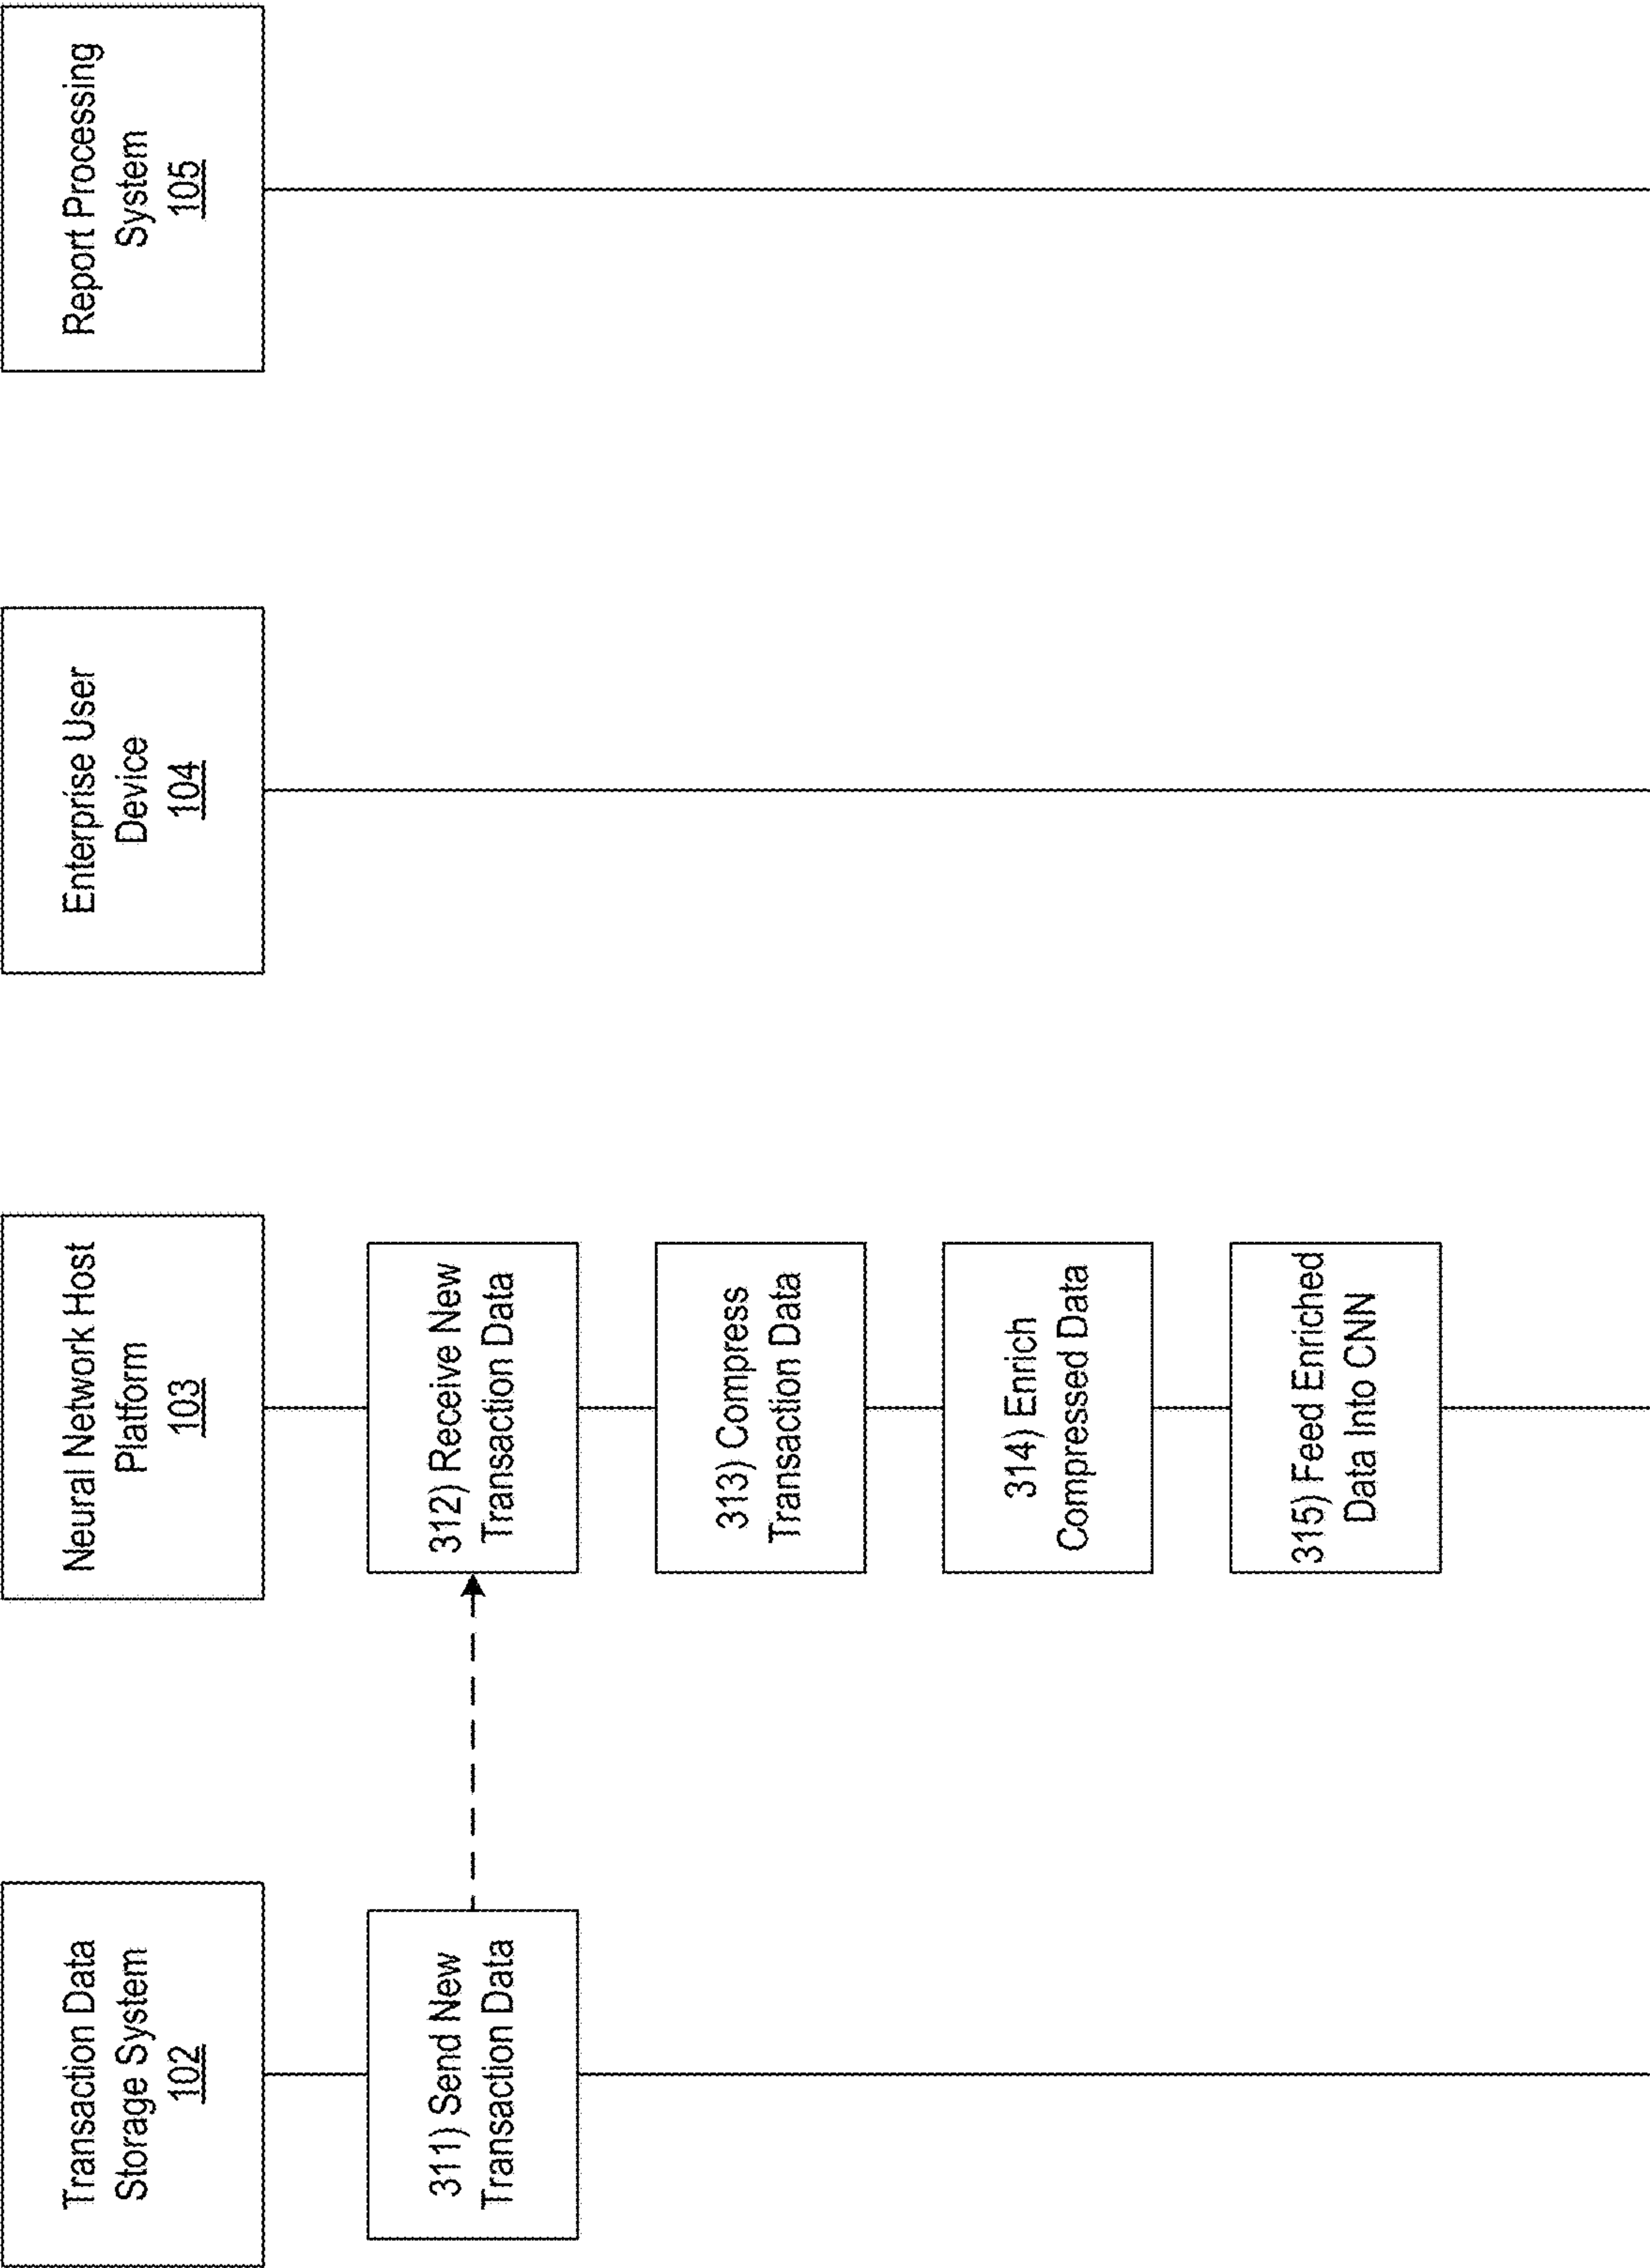 Transaction Data
Storage System
102
Neural Network Host
Platform
103
Enterprise User
Device
104
Report Processing
System
105
311) Send New
Transaction Data
312) Receive New
Transaction Data
313) Compress
Transaction Data
314) Enrich
Compressed Data
315) Feed Enriched
Data Into CNN